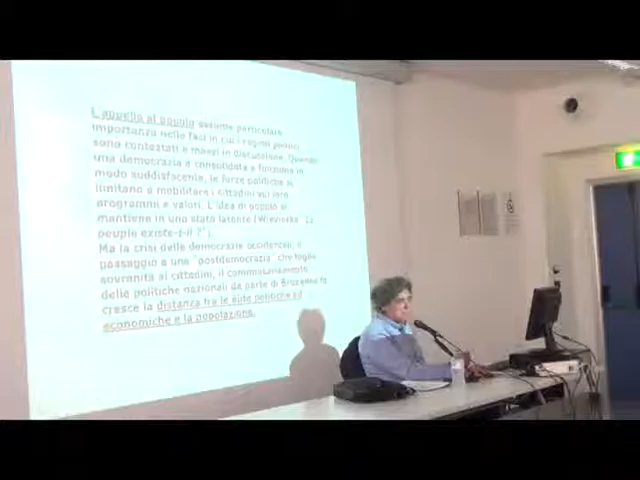 L'appello al popolo assume particolare
importanza nelle fasi in cui i regimi politici
sono contestati e messi in discussione. Quando
una democrazia è consolidata e funziona in
modo soddisfacente, le forze politiche si
limitano a mobilitare i cittadini sui loro
programmi e valori. L'idea di popolo si
mantiene in uno stato latente (Wieviorka "Le
peuple existe-t-il ?").
Ma la crisi delle democrazie occidentali, il
passaggio a una "postdemocrazia" che toglie
sovranità ai cittadini, il commissariamento
delle politiche nazionali da parte di Bruxelles fa
cresce la distanza fra le élite politiche ed
economiche e la popolazione.